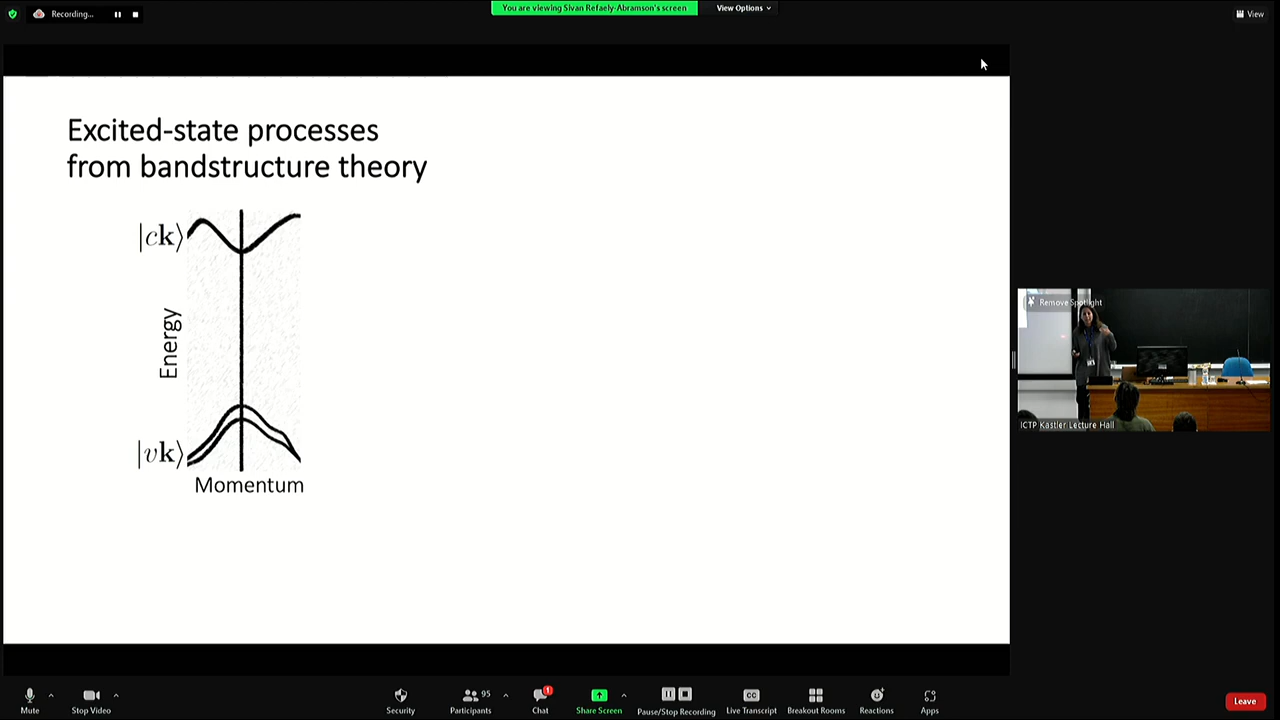 Recording...
You are viewing Sivan Refaely-Abramson's screen
View Options
View
Excited-state processes
from bandstructure theory
|ck⟩
Energy
|vk⟩
Momentum
Remove Spotlight
ICTP Kastler Lecture Hall
Mute
Stop Video
Security
Participants
95
Chat
1
Share Screen
Pause/Stop Recording
CC
Live Transcript
Breakout Rooms
Reactions
Apps
Leave